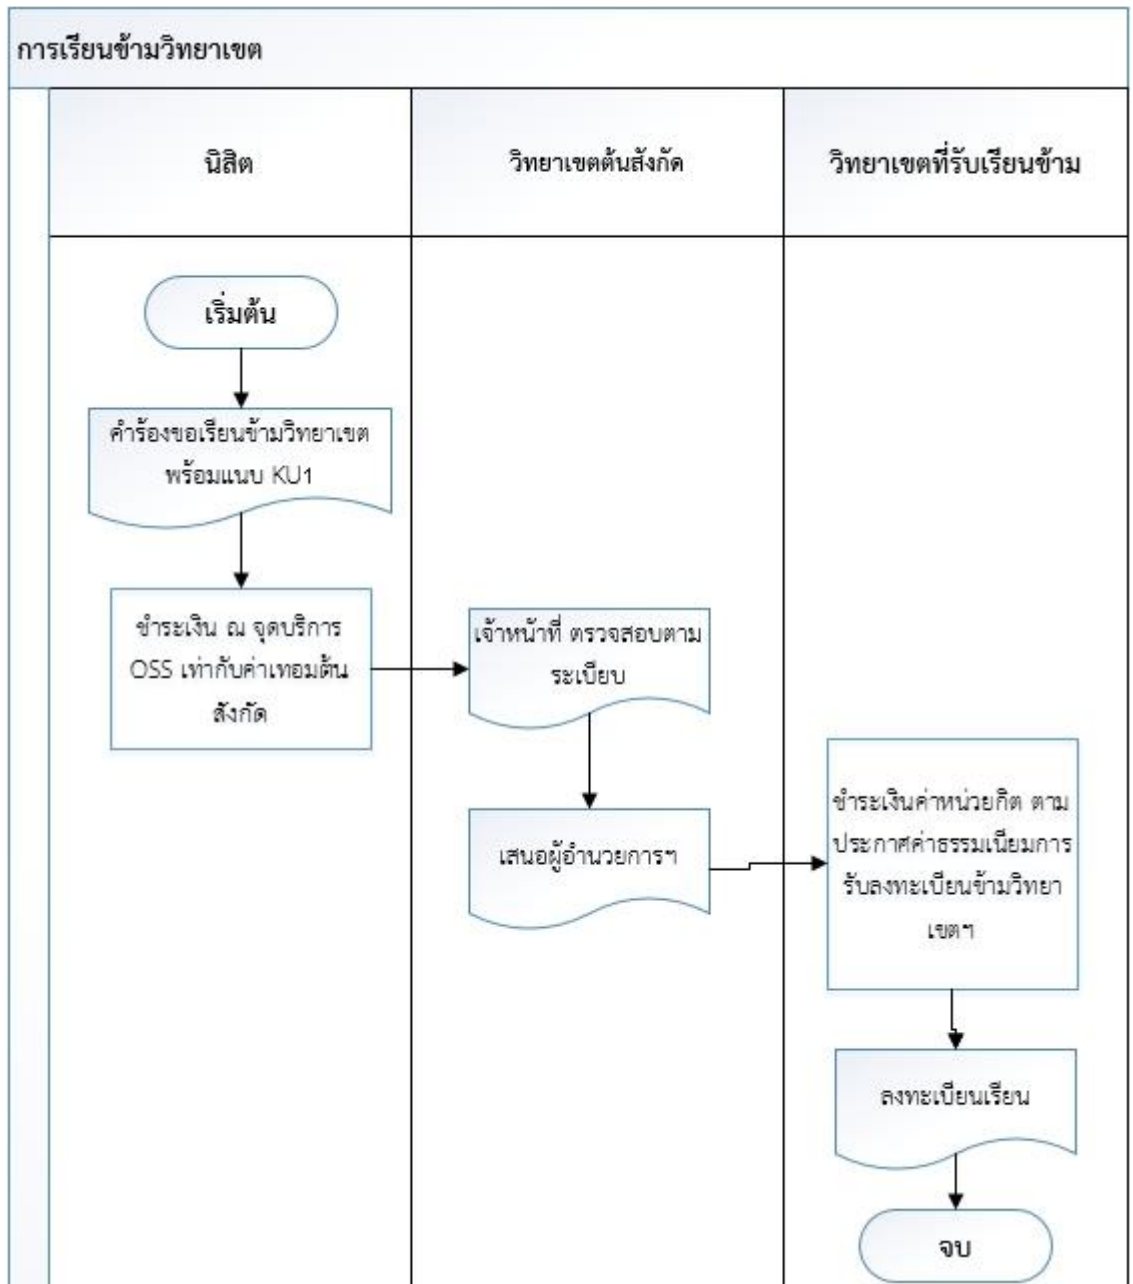 การเรียนข้ามวิทยาเขต
นิสิต
วิทยาเขตต้นสังกัด
วิทยาเขตที่รับเรียนข้าม
เริ่มต้น
คำร้องขอเรียนข้ามวิทยาเขต
พร้อมแนบ KU1
ชำระเงิน ณ จุดบริการ
OSS เท่ากับค่าเทอมต้น
สังกัด
เจ้าหน้าที่ ตรวจสอบตาม
ระเบียบ
เสนอผู้อำนวยการฯ
ชำระเงินค่าหน่วยกิต ตาม
ประกาศค่าธรรมเนียมการ
รับลงทะเบียนข้ามวิทยา
เขตฯ
ลงทะเบียนเรียน
จบ